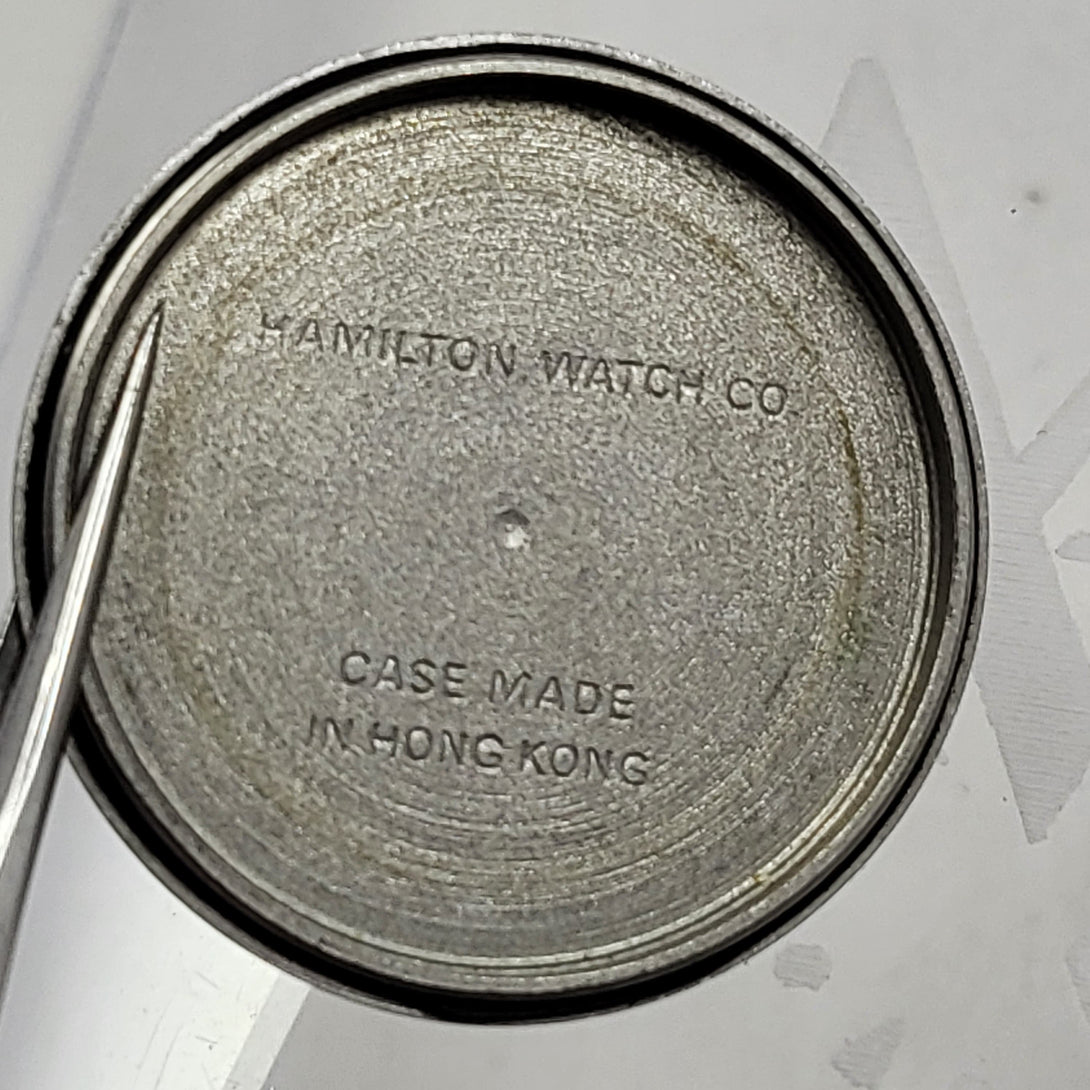 HAMILTON WATCH CO.
CASE MADE
IN HONG KONG